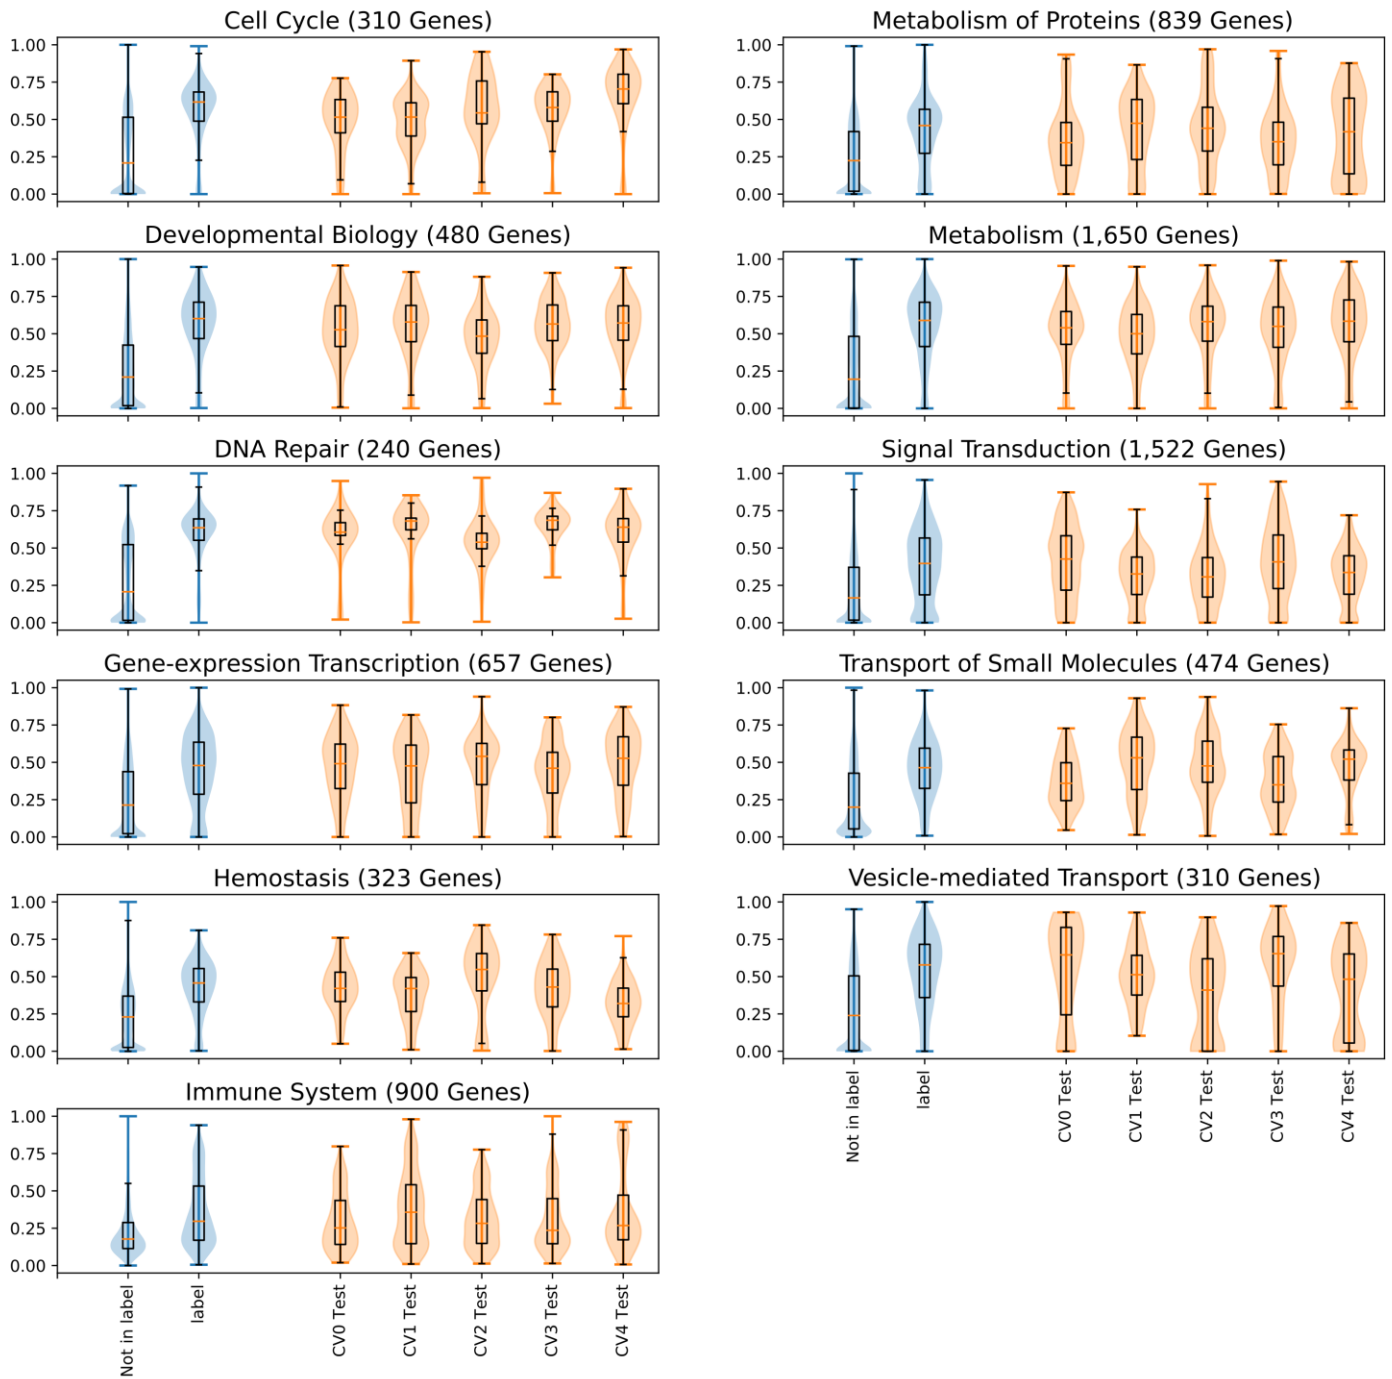 Cell Cycle (310 Genes)
1.00
0.75
0.50
0.25
0.00
Developmental Biology (480 Genes)
1.00
0.75
0.50
0.25
0.00
DNA Repair (240 Genes)
1.00
0.75
0.50
0.25
0.00
Gene-expression Transcription (657 Genes)
1.00
0.75
0.50
0.25
0.00
Hemostasis (323 Genes)
1.00
0.75
0.50
0.25
0.00
Immune System (900 Genes)
1.00
0.75
0.50
0.25
0.00
Not in label
label
CV0 Test
CV1 Test
CV2 Test
CV3 Test
CV4 Test
Metabolism of Proteins (839 Genes)
1.00
0.75
0.50
0.25
0.00
Metabolism (1,650 Genes)
1.00
0.75
0.50
0.25
0.00
Signal Transduction (1,522 Genes)
1.00
0.75
0.50
0.25
0.00
Transport of Small Molecules (474 Genes)
1.00
0.75
0.50
0.25
0.00
Vesicle-mediated Transport (310 Genes)
1.00
0.75
0.50
0.25
0.00
Not in label
label
CV0 Test
CV1 Test
CV2 Test
CV3 Test
CV4 Test